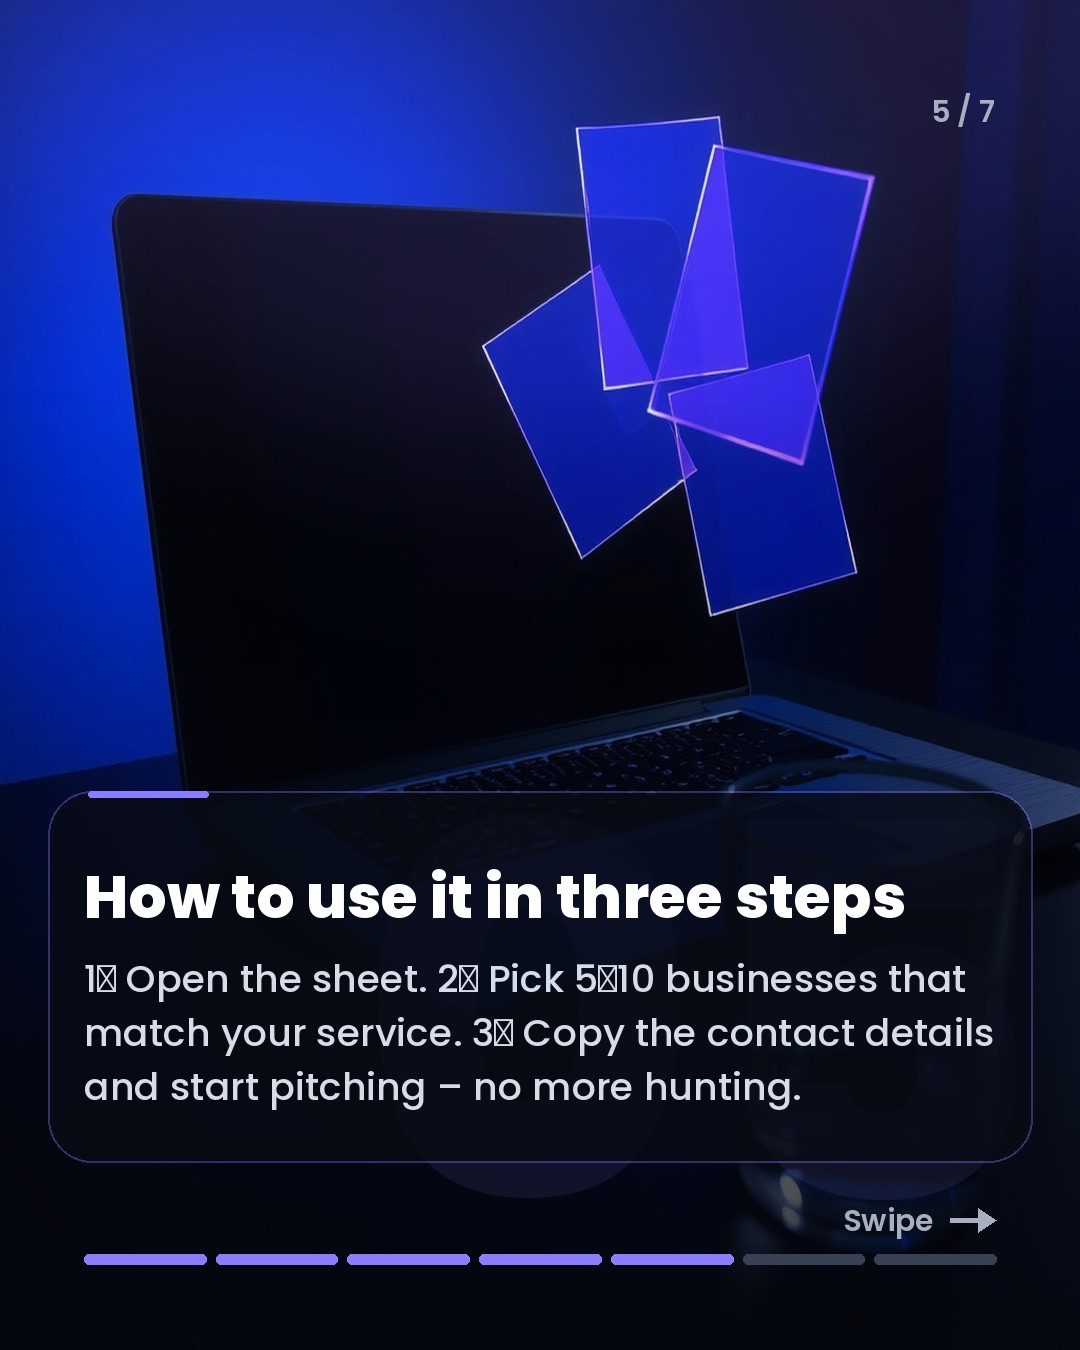 5 / 7
How to use it in three steps
1 Open the sheet. 2 Pick 5 10 businesses that
match your service. 3 Copy the contact details
and start pitching – no more hunting.
Swipe